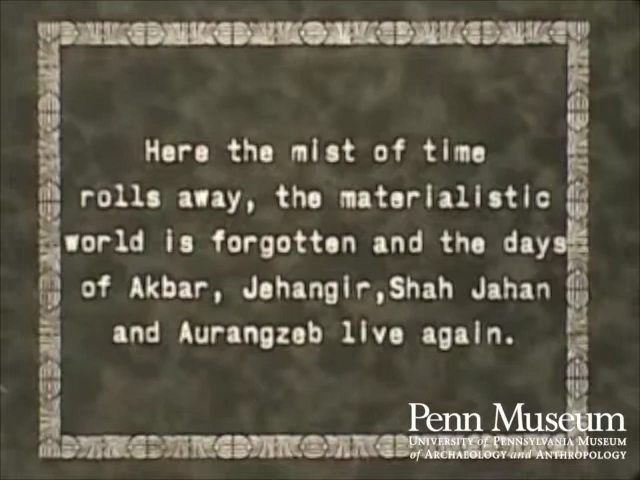 Here the mist of time
rolls away, the materialistic
world is forgotten and the days
of Akbar, Jehangir,Shah Jahan
and Aurangzeb live again.
Penn Museum
University of Pennsylvania Museum
of Archaeology and Anthropology